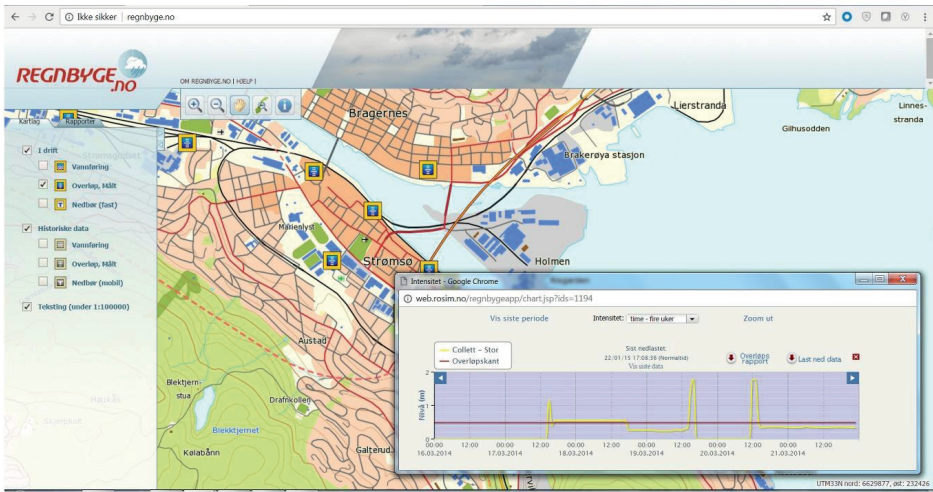 Ikke sikker | regnbyge.no
REGNBYGE
.NO
OM REGNBYGE.NO | HJELP |
Kartlag
Rapporter
I drift
Vannføring
Overløp, Målt
Nedbør (fast)
Historiske data
Vannføring
Overløp, Målt
Nedbør (mobil)
Teksting (under 1:100000)
Bragernes
Lierstranda
Linnes-
stranda
Gilhusodden
Brakerøya stasjon
Marienlyst
Strømsø
Holmen
Austad
Blektjern-
stua
Drafnkollen
Blekktjernet
Kølabånn
Galterud
Intensitet - Google Chrome
web.rosim.no/regnbygeapp/chart.jsp?ids=1194
Vis siste periode
Intensitet: time - fire uker
Zoom ut
Collett - Stor
Overløpskant
Sist nedlastet:
22/01/15 17:08:36 (Normaltid)
Vis siste data
Overløps
rapport
Last ned data
Nivå (m)
2
1
0
00:00 12:00 00:00 12:00 00:00 12:00 00:00 12:00 00:00 12:00 00:00 12:00
16.03.2014 17.03.2014 18.03.2014 19.03.2014 20.03.2014 21.03.2014
UTM33N nord: 6629877, øst: 232426